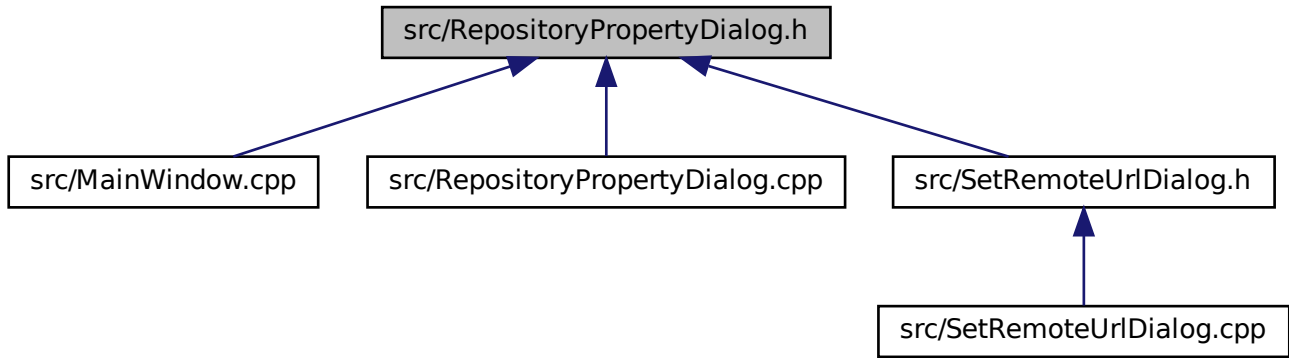 src/RepositoryPropertyDialog.h
src/MainWindow.cpp
src/RepositoryPropertyDialog.cpp
src/SetRemoteUrlDialog.h
src/SetRemoteUrlDialog.cpp